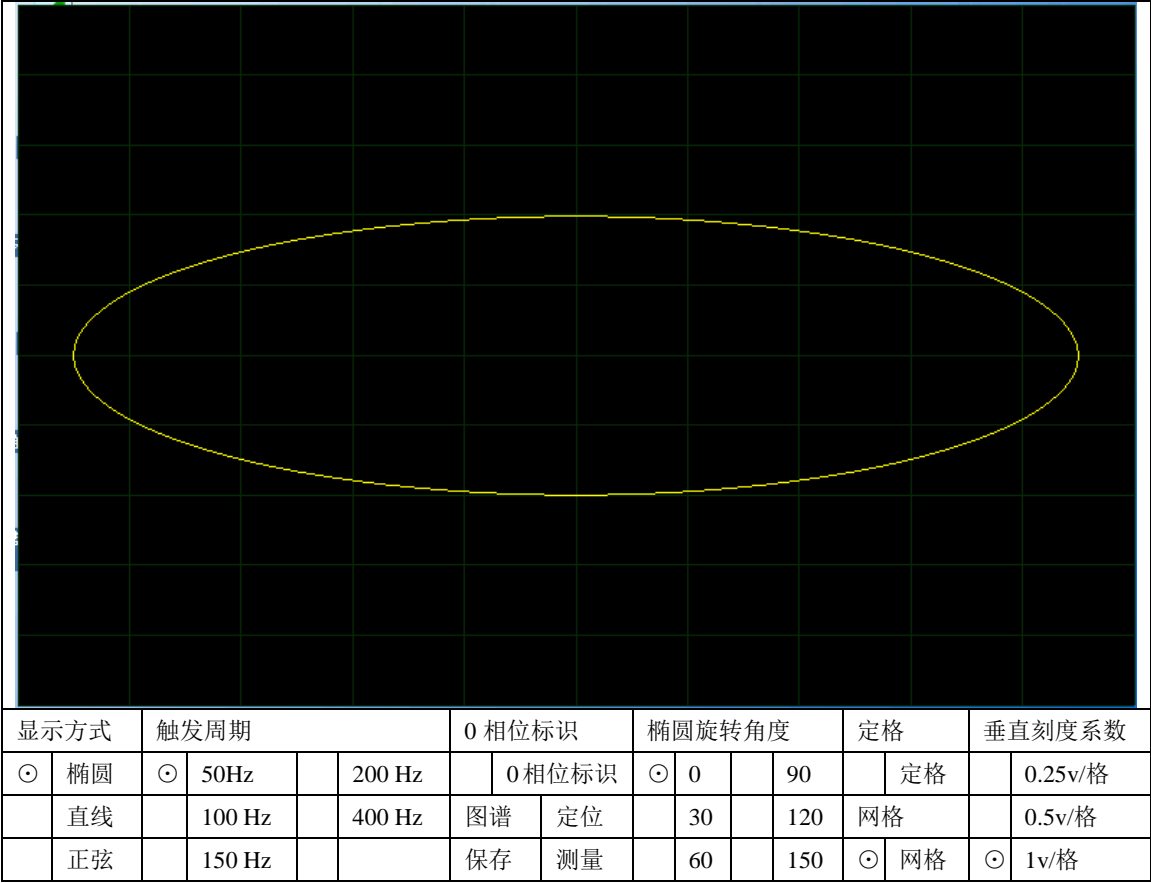 显示方式 触发周期 0 相位标识 椭圆旋转角度 定格 垂直刻度系数
⊙ 椭圆 ⊙ 50Hz 200 Hz 0相位标识 ⊙ 0 90 定格 0.25v/格
直线 100 Hz 400 Hz 图谱 定位 30 120 网格 0.5v/格
正弦 150 Hz 保存 测量 60 150 ⊙ 网格 ⊙ 1v/格